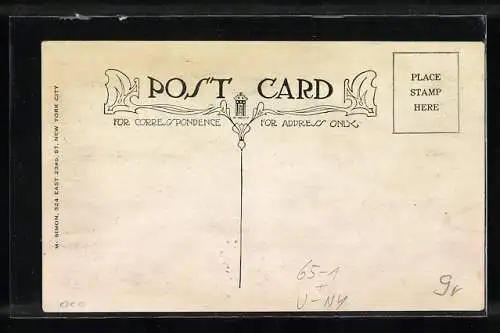 POST CARD
FOR CORRESPONDENCE
FOR ADDRESS ONLY.
PLACE
STAMP
HERE
W. SIMON, 324 EAST 23RD. ST. NEW YORK CITY
65-1
U-NY